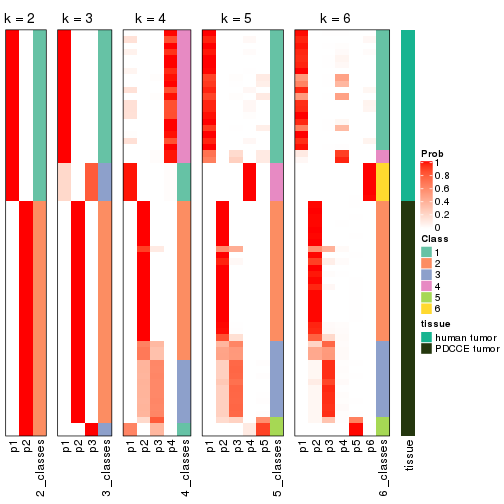 k = 2
k = 3
k = 4
k = 5
k = 6
Prob
1
0.8
0.6
0.4
0.2
0
Class
1
2
3
4
5
6
tissue
human tumor
PDCCE tumor
p1
p2
2_classes
p1
p2
p3
3_classes
p1
p2
p3
p4
4_classes
p1
p2
p3
p4
p5
5_classes
p1
p2
p3
p4
p5
p6
6_classes
tissue